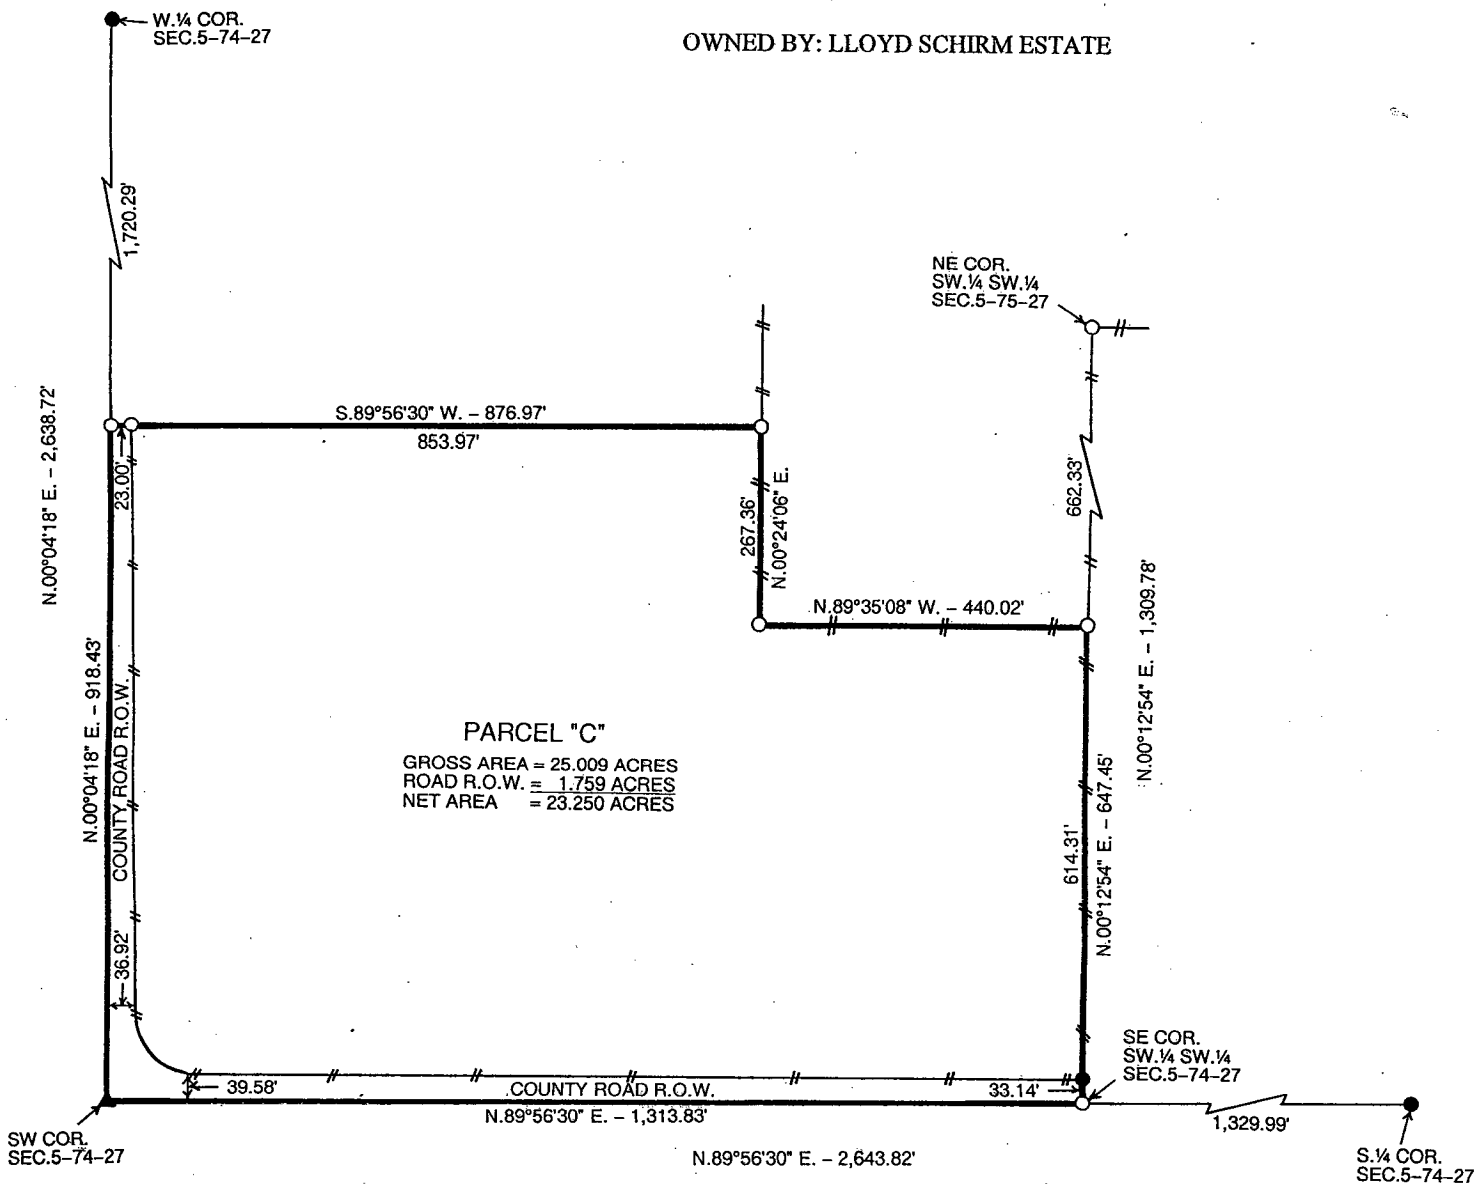 W.¼ COR.
SEC.5–74–27
OWNED BY: LLOYD SCHIRM ESTATE
1,720.29'
NE COR.
SW.¼ SW.¼
SEC.5–75–27
N.00°04'18" E. – 2,638.72'
S.89°56'30" W. – 876.97'
853.97'
23.00'
267.36'
N.00°24'06" E.
662.33'
N.89°35'08" W. – 440.02'
N.00°12'54" E. – 1,309.78'
N.00°04'18" E. – 918.43'
COUNTY ROAD R.O.W.
PARCEL "C"
GROSS AREA = 25.009 ACRES
ROAD R.O.W. = 1.759 ACRES
NET AREA = 23.250 ACRES
614.31'
N.00°12'54" E. – 647.45'
36.92'
SE COR.
SW.¼ SW.¼
SEC.5–74–27
39.58'
COUNTY ROAD R.O.W.
33.14'
N.89°56'30" E. – 1,313.83'
1,329.99'
SW COR.
SEC.5–74–27
N.89°56'30" E. – 2,643.82'
S.¼ COR.
SEC.5–74–27